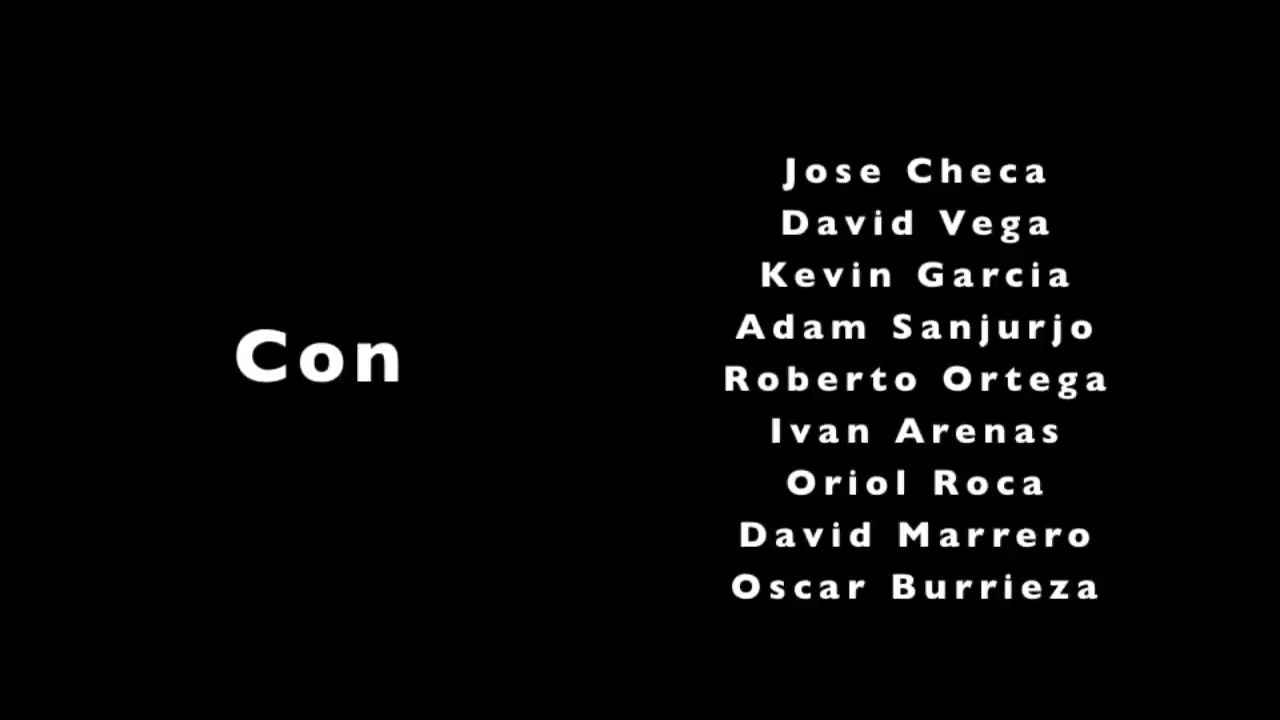 Con
Jose Checa
David Vega
Kevin Garcia
Adam Sanjurjo
Roberto Ortega
Ivan Arenas
Oriol Roca
David Marrero
Oscar Burrieza